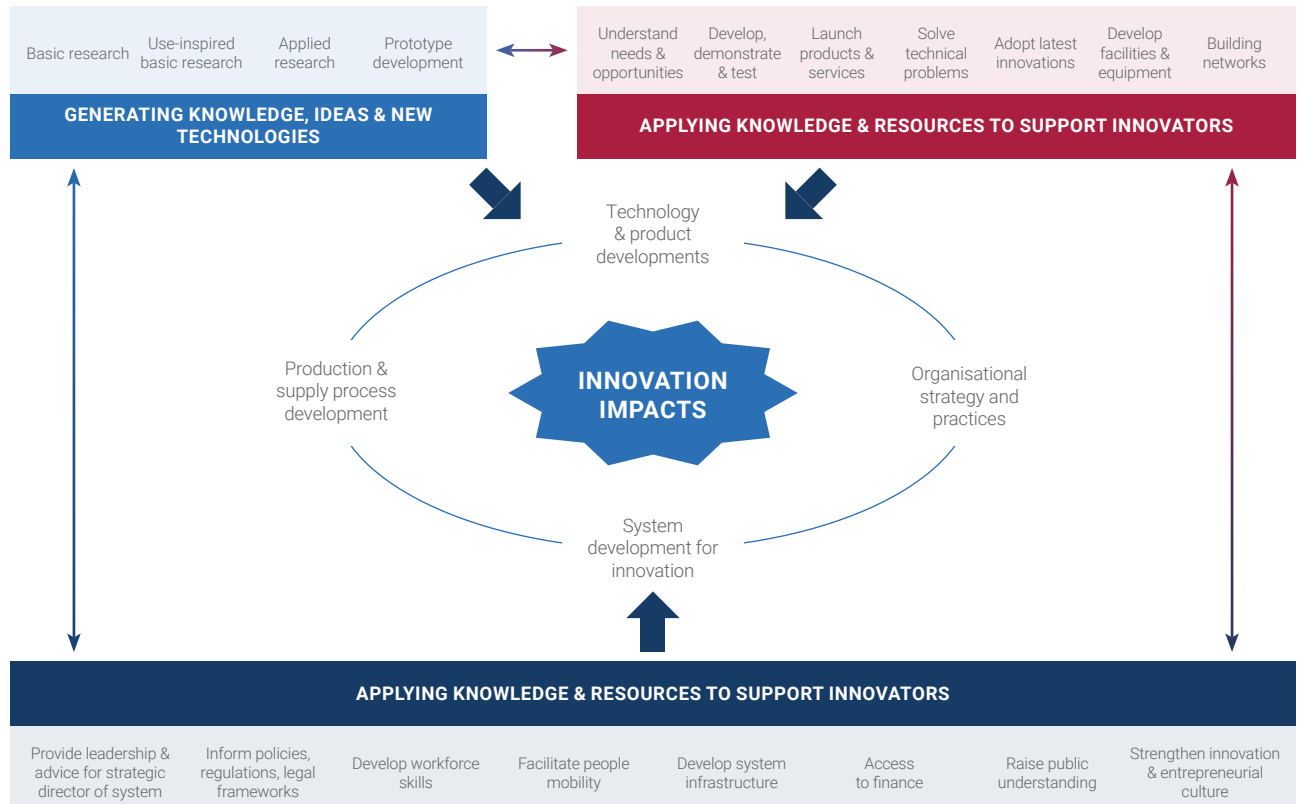 Basic research
Use-inspired
basic research
Applied
research
Prototype
development
Understand
needs &
opportunities
Develop,
demonstrate
& test
Launch
products &
services
Solve
technical
problems
Adopt latest
innovations
Develop
facilities &
equipment
Building
networks
GENERATING KNOWLEDGE, IDEAS & NEW
TECHNOLOGIES
APPLYING KNOWLEDGE & RESOURCES TO SUPPORT INNOVATORS
Technology
& product
developments
Production &
supply process
development
INNOVATION
IMPACTS
Organisational
strategy and
practices
System
development for
innovation
APPLYING KNOWLEDGE & RESOURCES TO SUPPORT INNOVATORS
Provide leadership &
advice for strategic
director of system
Inform policies,
regulations, legal
frameworks
Develop workforce
skills
Facilitate people
mobility
Develop system
infrastructure
Access
to finance
Raise public
understanding
Strengthen innovation
& entrepreneurial
culture